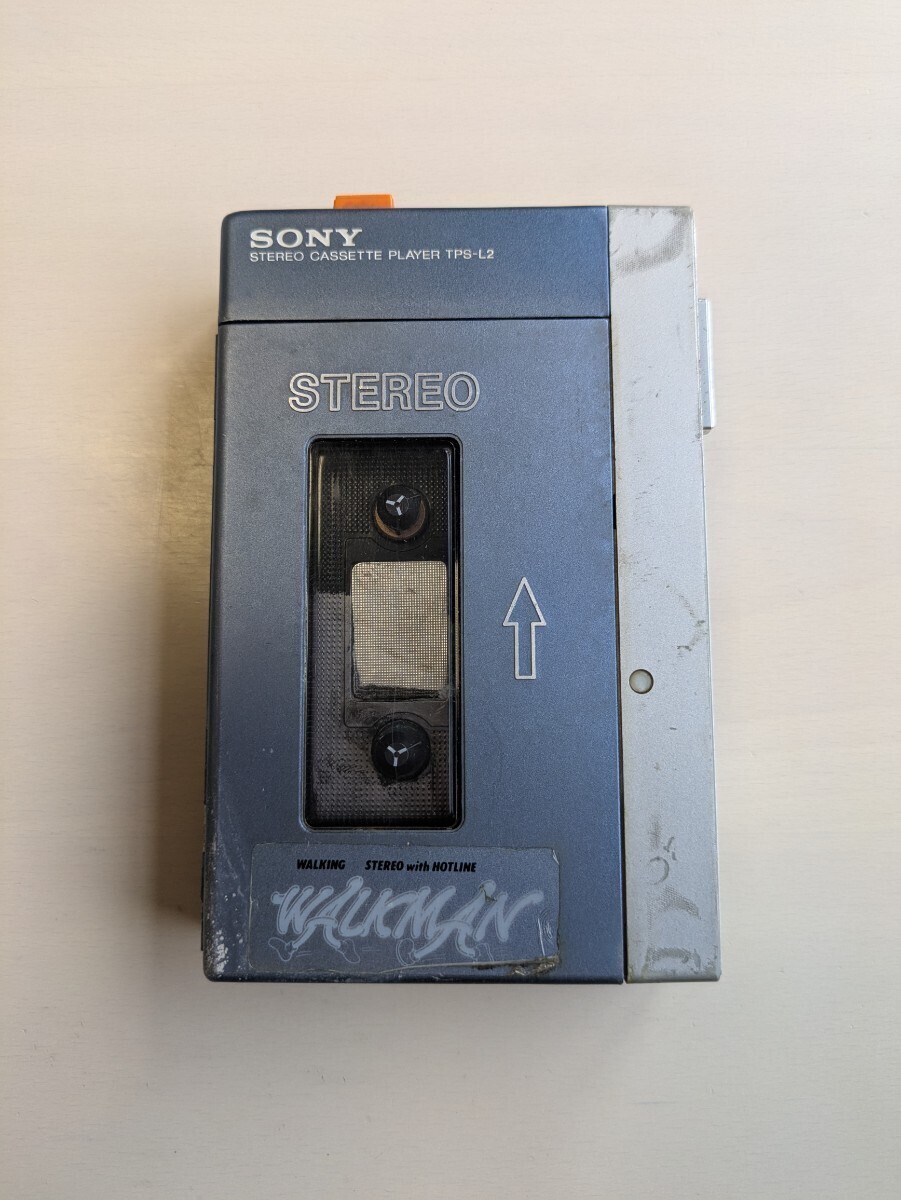 SONY
STEREO CASSETTE PLAYER TPS-L2
STEREO
WALKING STEREO with HOTLINE
WALKMAN